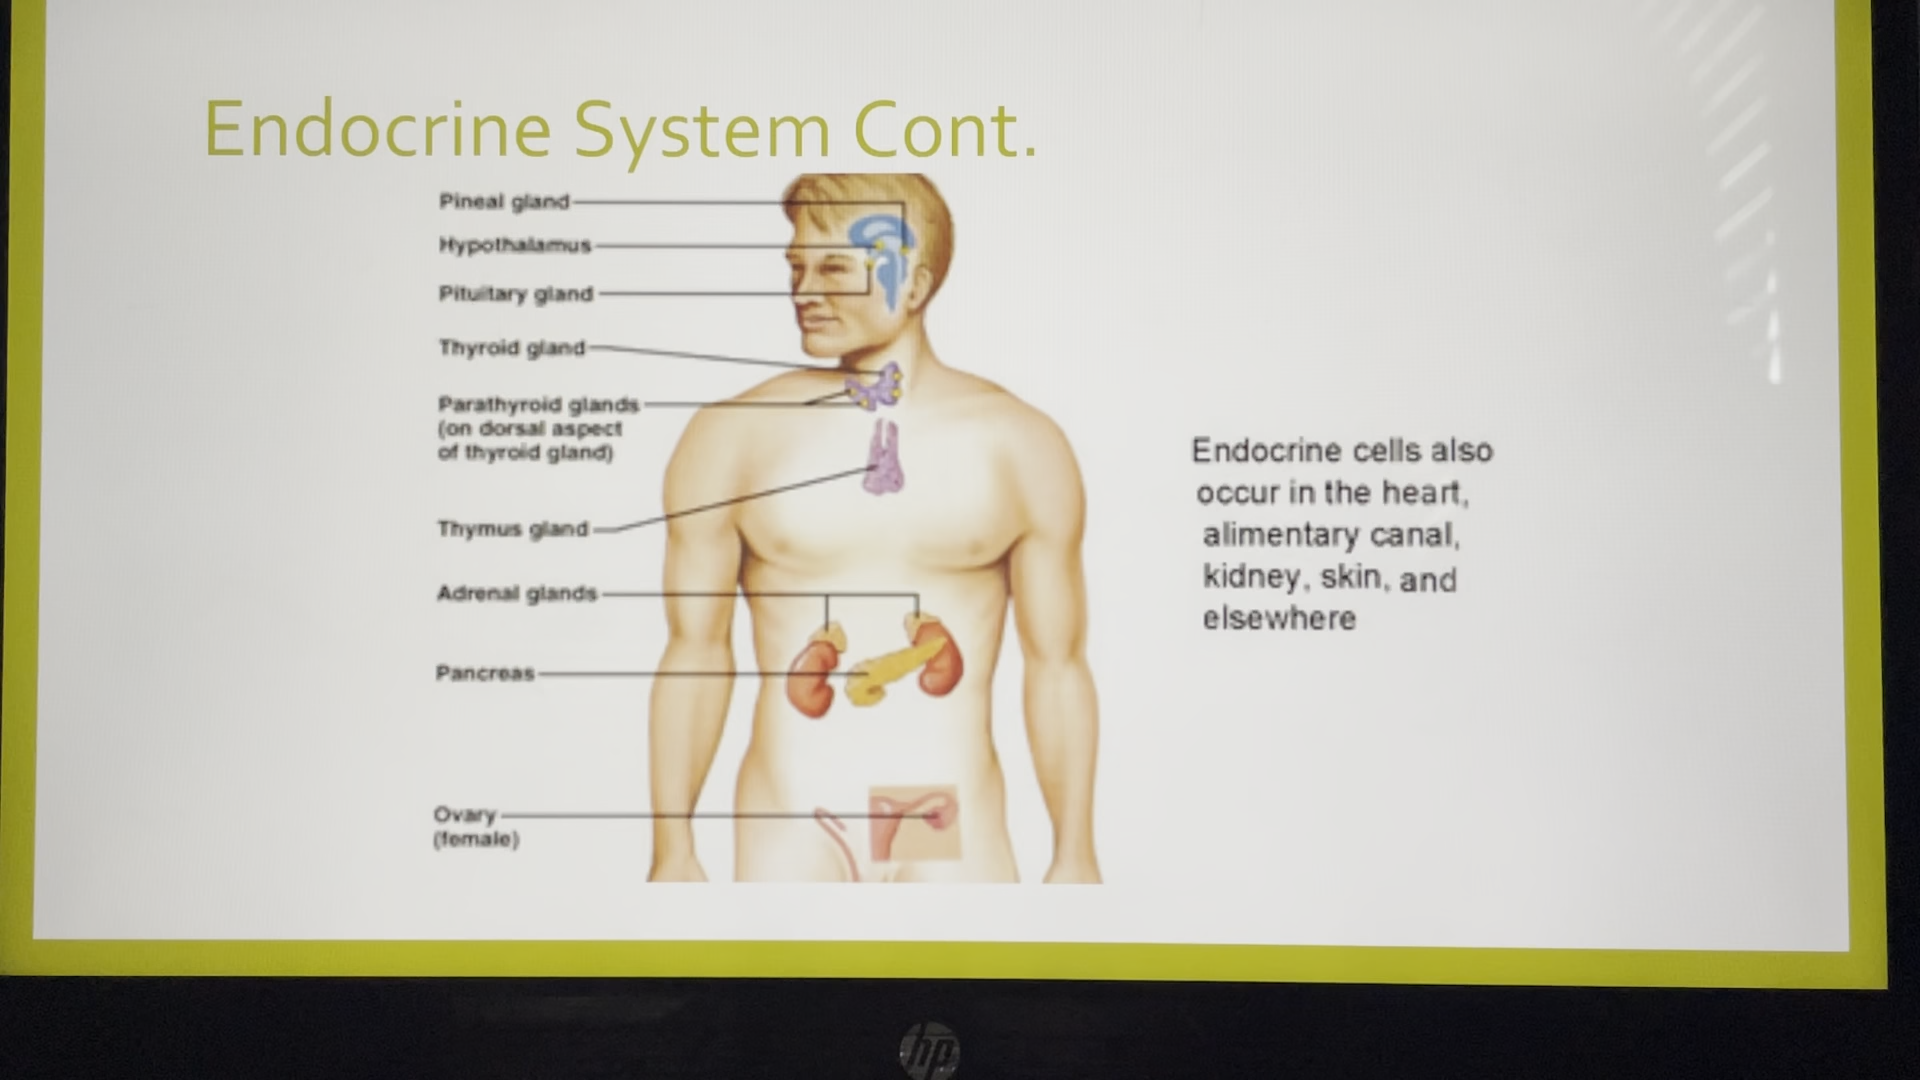 Endocrine System Cont.
Pineal gland
Hypothalamus
Pituitary gland
Thyroid gland
Parathyroid glands
(on dorsal aspect
of thyroid gland)
Thymus gland
Adrenal glands
Pancreas
Ovary
(female)
Endocrine cells also
occur in the heart,
alimentary canal,
kidney, skin, and
elsewhere
hp